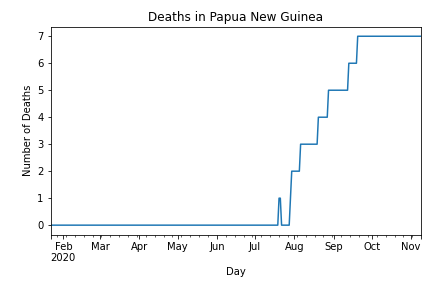 Deaths in Papua New Guinea
7
6
5
4
3
2
1
0
Number of Deaths
Feb Mar Apr May Jun Jul Aug Sep Oct Nov
2020
Day